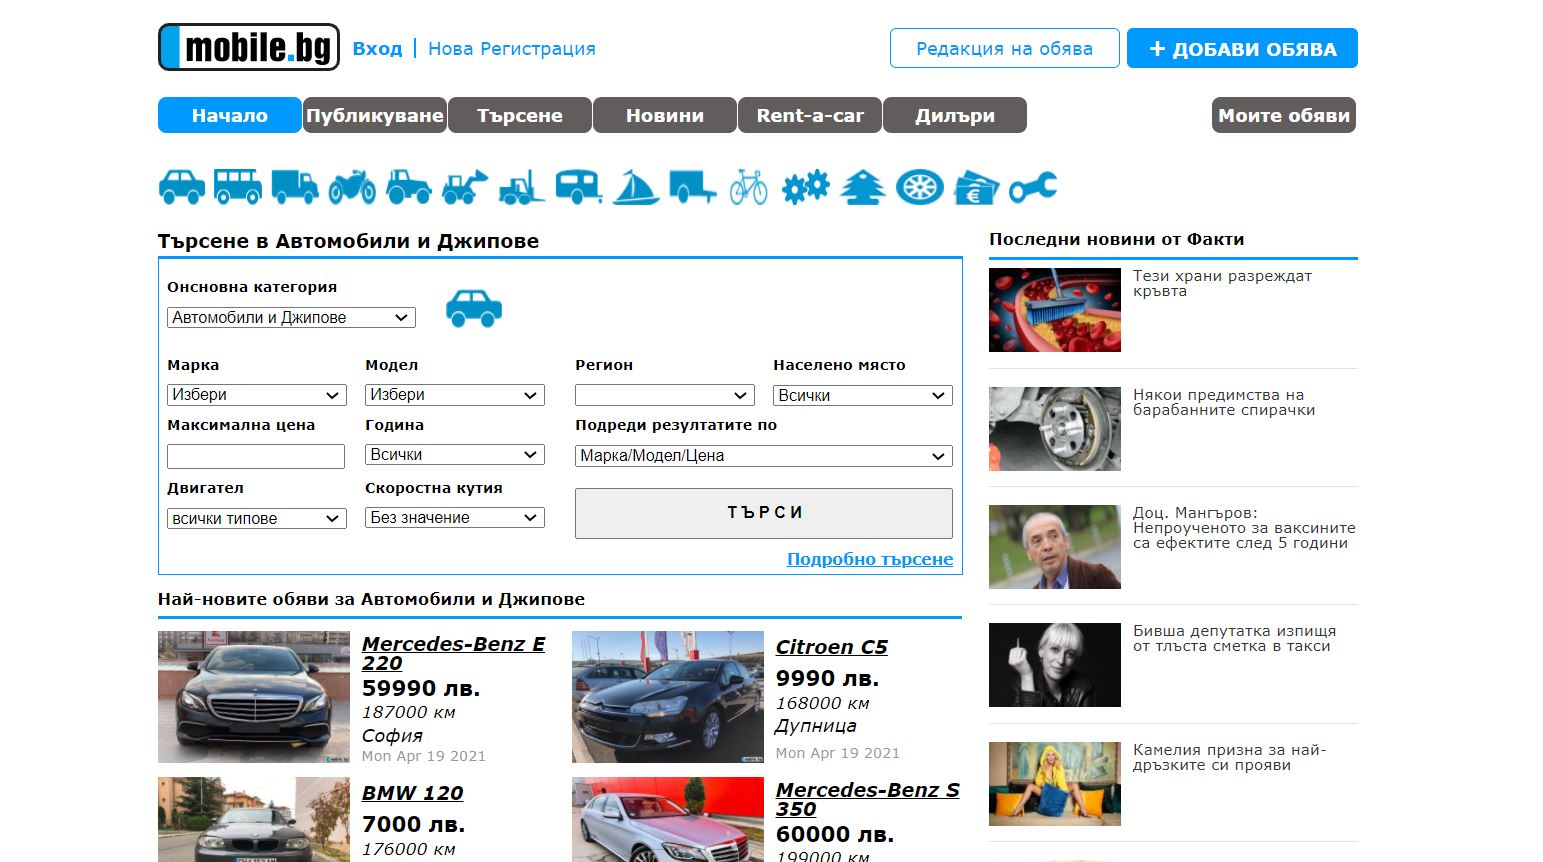 mobile.bg
Вход | Нова Регистрация
Редакция на обява
+ ДОБАВИ ОБЯВА
Начало
Публикуване
Търсене
Новини
Rent-a-car
Дилъри
Моите обяви
Търсене в Автомобили и Джипове
Онсновна категория
Автомобили и Джипове
Марка
Модел
Регион
Населено място
Избери
Избери
Всички
Максимална цена
Година
Подреди резултатите по
Всички
Марка/Модел/Цена
Двигател
Скоростна кутия
всички типове
Без значение
ТЪРСИ
Подробно търсене
Най-новите обяви за Автомобили и Джипове
Mercedes-Benz E
220
59990 лв.
187000 км
София
Mon Apr 19 2021
Citroen C5
9990 лв.
168000 км
Дупница
Mon Apr 19 2021
BMW 120
7000 лв.
176000 км
Mercedes-Benz S
350
60000 лв.
199000 км
Последни новини от Факти
Тези храни разреждат
кръвта
Някои предимства на
барабанните спирачки
Доц. Мангъров:
Непроученото за ваксините
са ефектите след 5 години
Бивша депутатка изпищя
от тлъста сметка в такси
Камелия призна за най-
дръзките си прояви